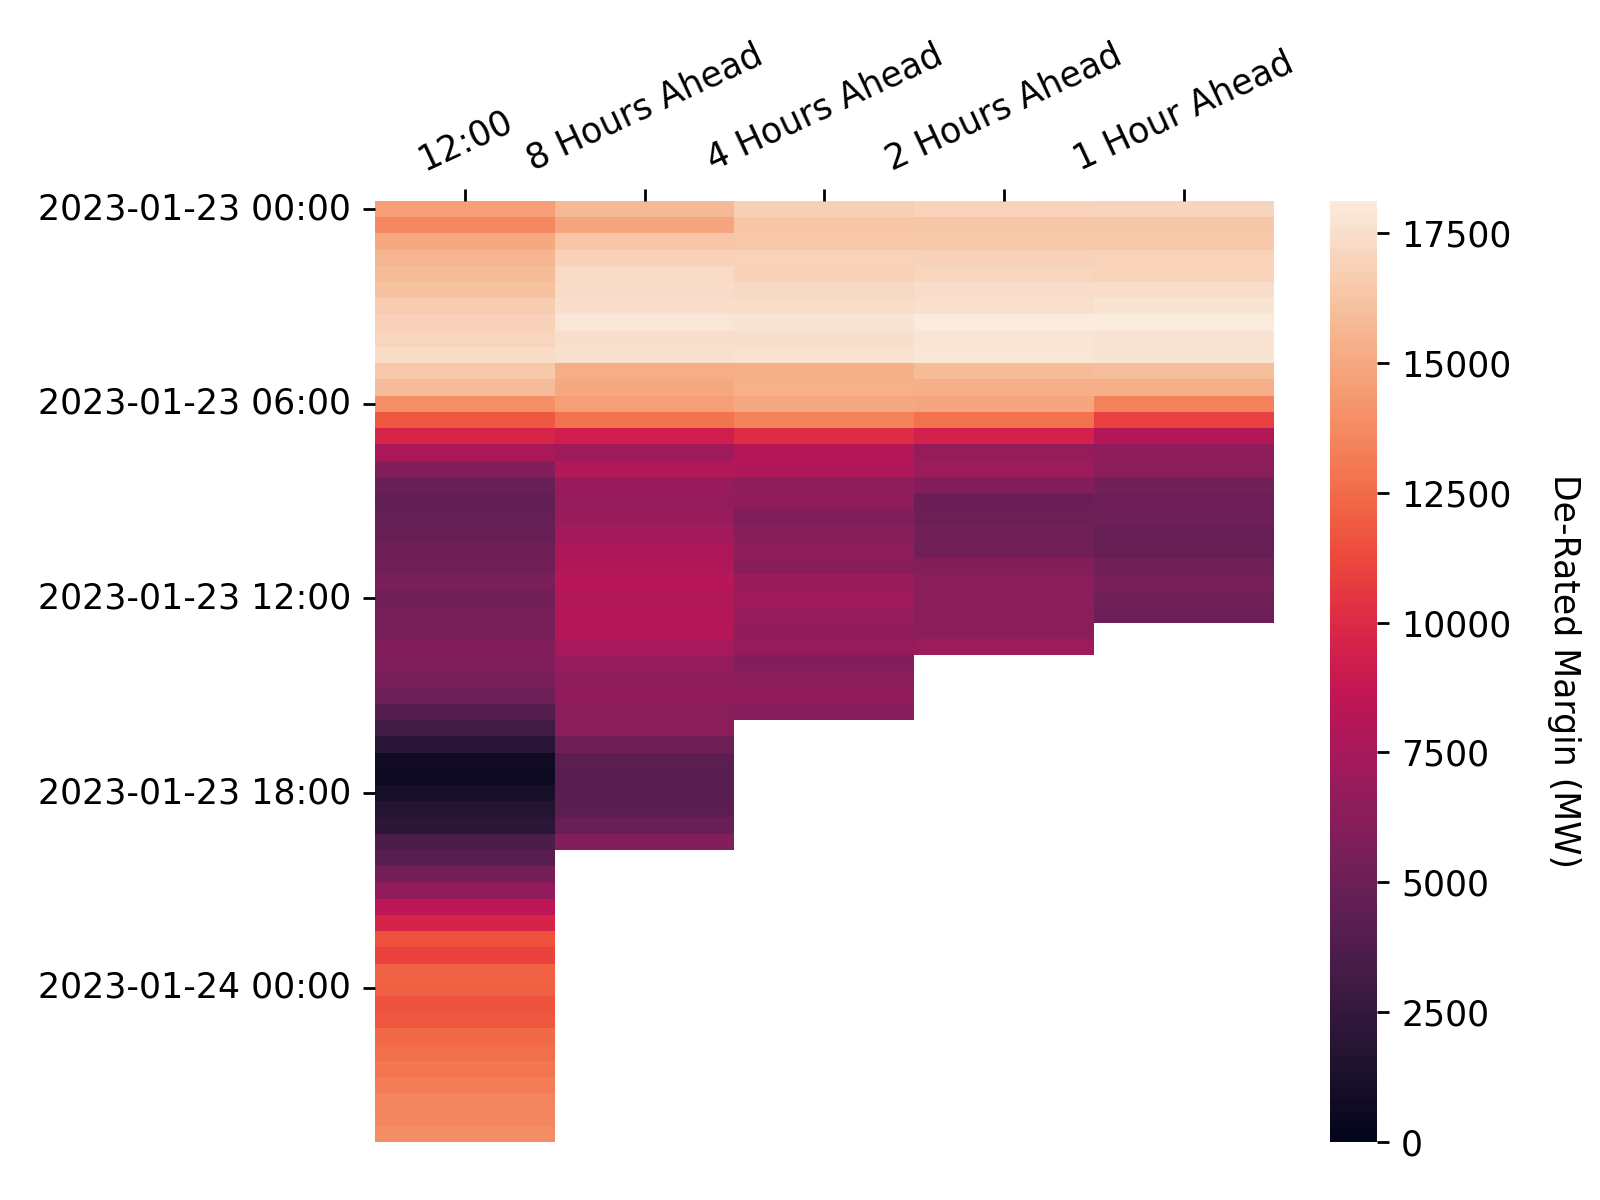 12:00
8 Hours Ahead
4 Hours Ahead
2 Hours Ahead
1 Hour Ahead
2023-01-23 00:00
2023-01-23 06:00
2023-01-23 12:00
2023-01-23 18:00
2023-01-24 00:00
17500
15000
12500
10000
7500
5000
2500
0
De-Rated Margin (MW)